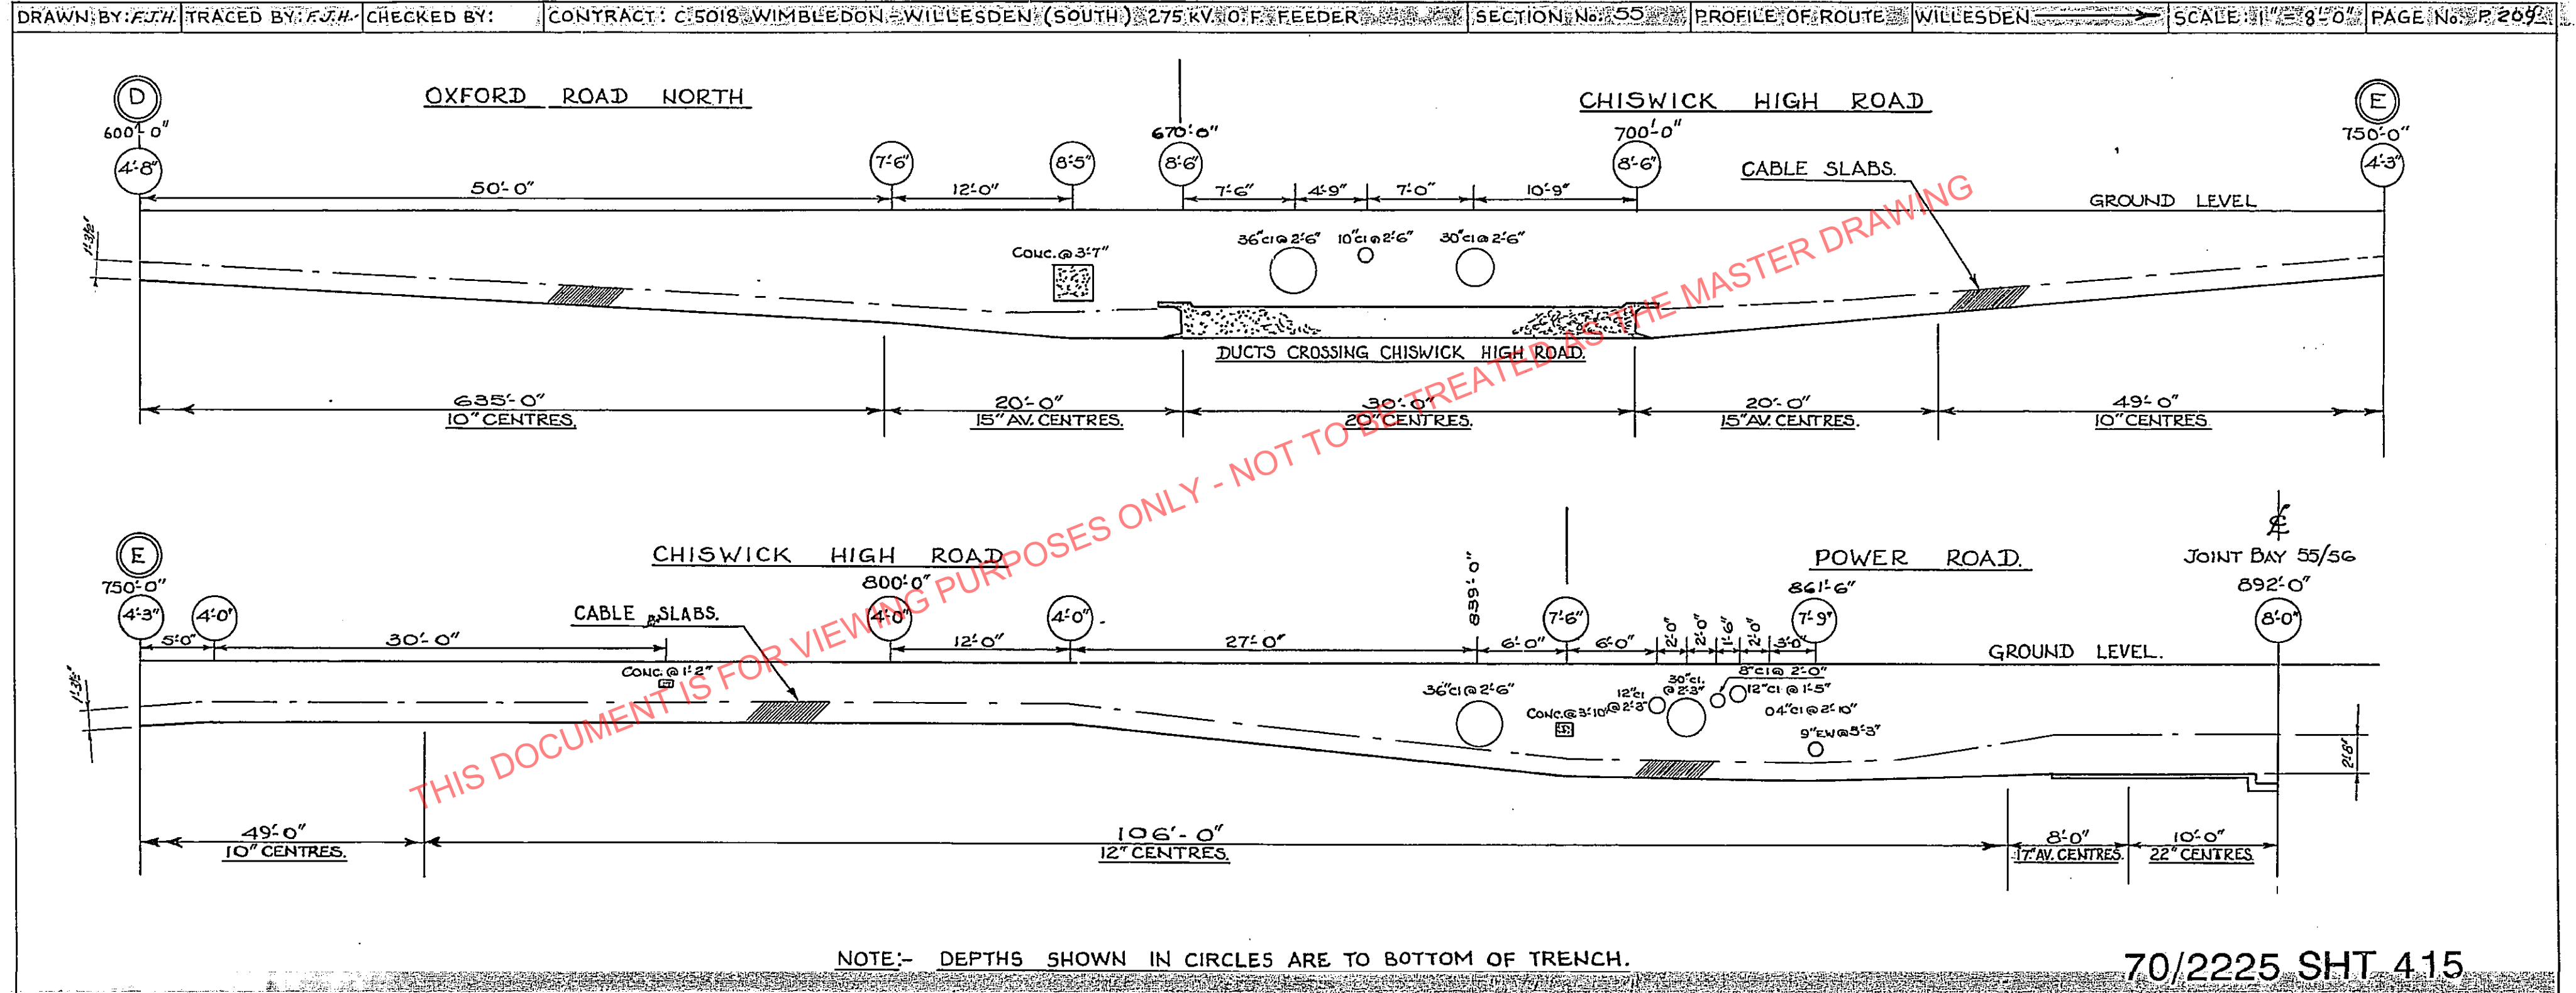 DRAWN BY: F.J.H. TRACED BY: F.J.H. CHECKED BY: CONTRACT: C.5018 WIMBLEDON-WILLESDEN (SOUTH) 275 KV. O.F. FEEDER SECTION No. 55 PROFILE OF ROUTE WILLESDEN SCALE: 1" = 8'-0" PAGE No. P.209
D OXFORD ROAD NORTH CHISWICK HIGH ROAD E
600'-0" 670'-0" 700'-0" 750'-0"
4'-8" 7'-6" 8'-5" 8'-6" 8'-6" 4'-3"
CABLE SLABS.
50'-0" 12'-0" 7'-6" 4'-9" 7'-0" 10'-9"
GROUND LEVEL
1'-3½"
CONC.@ 3'-7" 36"CI@2'-6" 10"CI@2'-6" 30"CI@2'-6"
DUCTS CROSSING CHISWICK HIGH ROAD.
635'-0" 20'-0" 30'-0" 20'-0" 49'-0"
10" CENTRES. 15" AV. CENTRES. 20" CENTRES. 15" AV. CENTRES. 10" CENTRES
THIS DOCUMENT IS FOR VIEWING PURPOSES ONLY - NOT TO BE TREATED AS THE MASTER DRAWING
E CHISWICK HIGH ROAD POWER ROAD. ℄
JOINT BAY 55/56
750'-0" 800'-0" 839'-0" 861'-6" 892'-0"
4'-3" 4'-0" 4'-0" 4'-0" 7'-6" 7'-9" 8'-0"
CABLE SLABS.
5'-0" 30'-0" 12'-0" 27'-0" 6'-0" 6'-0" 2'-0" 2'-0" 1'-6" 2'-0" 3'-0"
GROUND LEVEL.
1'-3½"
CONC.@ 1'-2" 36"CI@2'-6" CONC.@3'-10" 12"CI @2'-3" 30"CI. @2'-3" 8"CI@ 2'-0" 12"CI @ 1'-5"
04"CI@2'-10"
9"EW@5'-3"
2'-8"
49'-0" 106'-0" 8'-0" 10'-0"
10" CENTRES. 12" CENTRES. 17" AV. CENTRES. 22" CENTRES
NOTE:- DEPTHS SHOWN IN CIRCLES ARE TO BOTTOM OF TRENCH.
70/2225 SHT 415